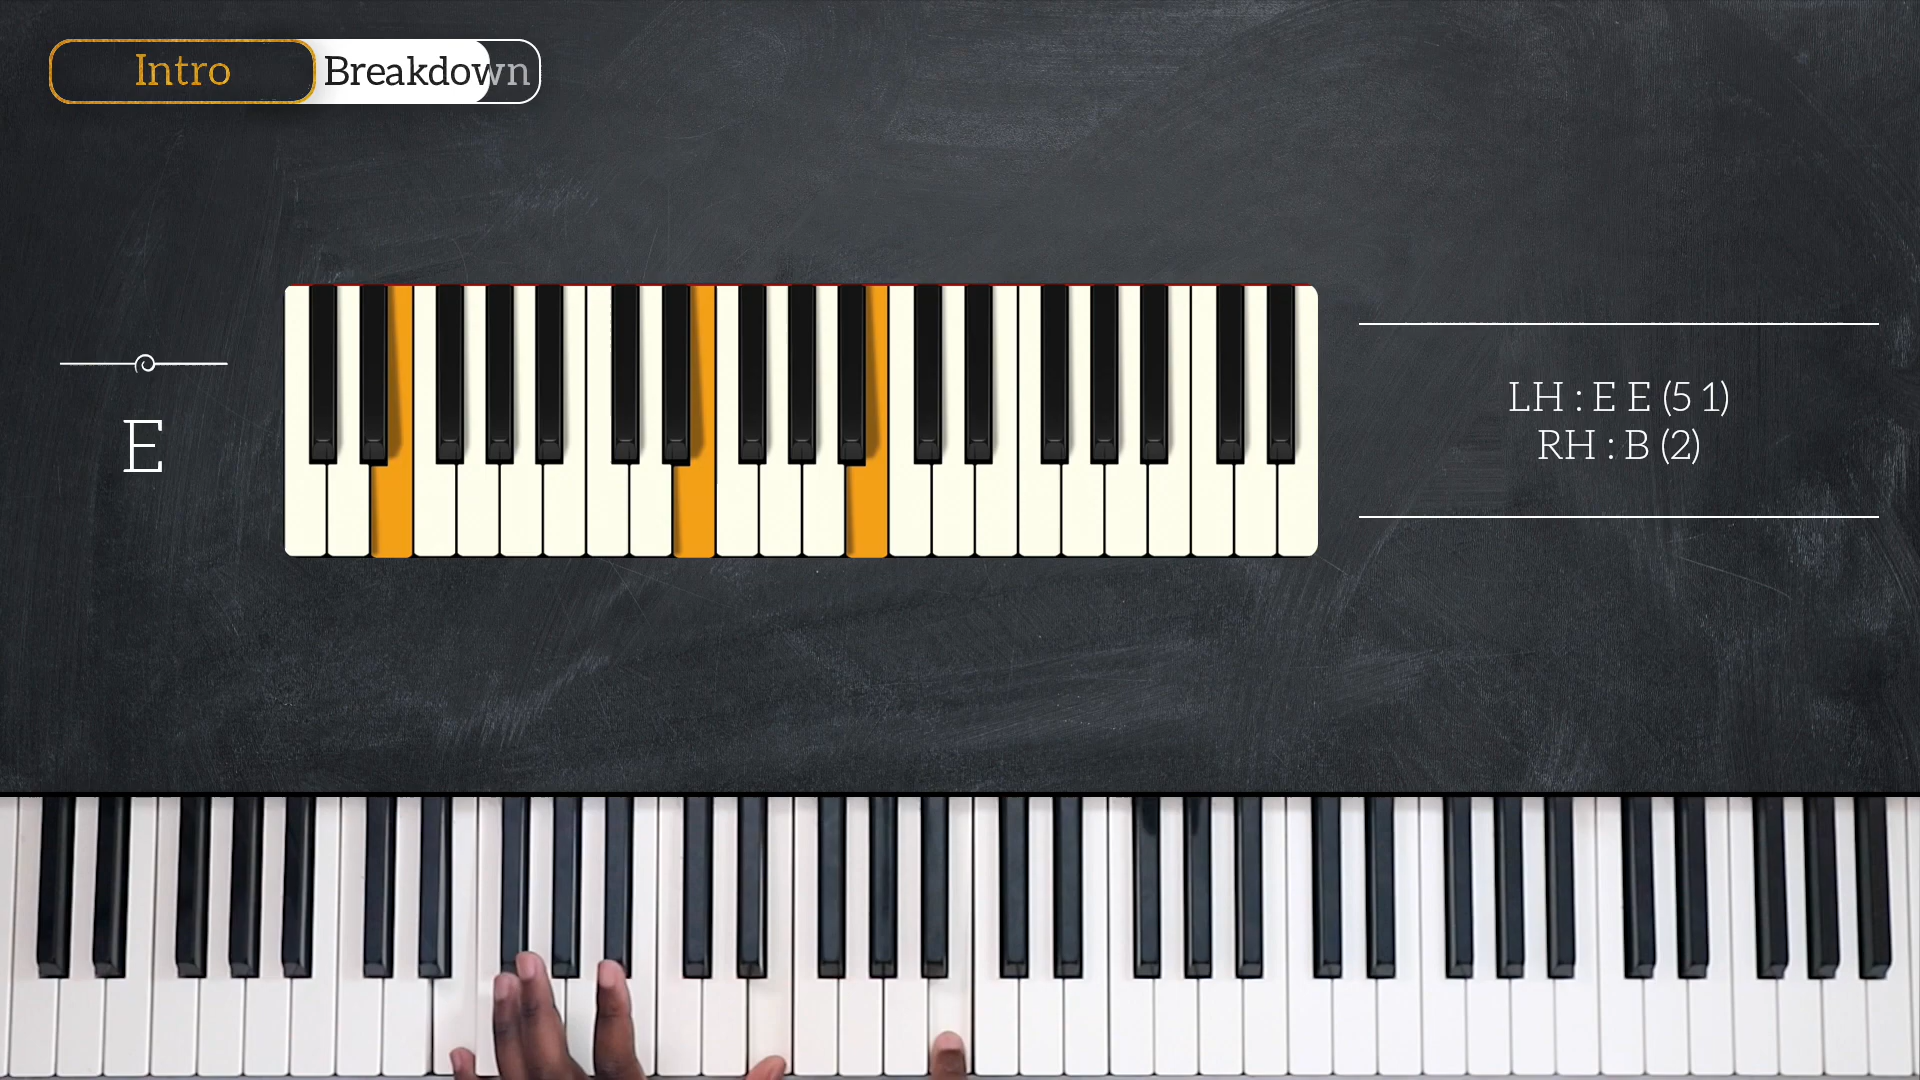 Intro Breakdown
E
LH : E E (5 1)
RH : B (2)